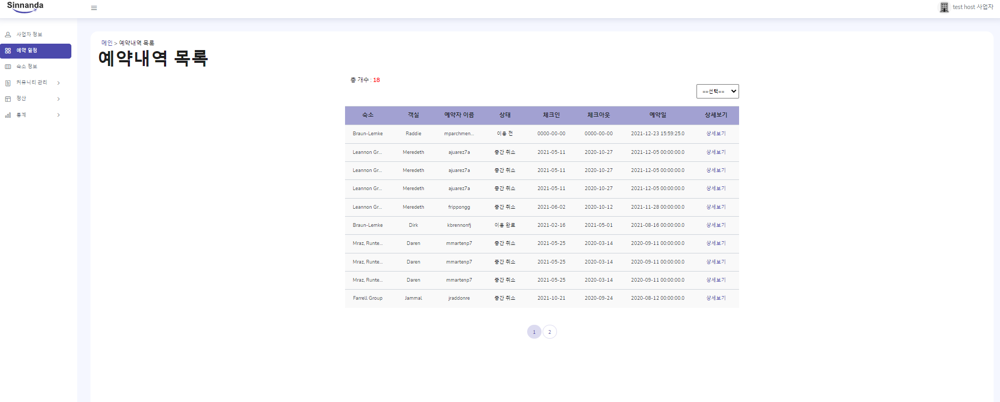 Sinnanda
test host 사업자
사업자 정보
예약 일정
숙소 정보
커뮤니티 관리
정산
통계
메인 > 예약내역 목록
예약내역 목록
총 개수 : 18
==선택==
숙소 객실 예약자 이름 상태 체크인 체크아웃 예약일 상세보기
Braun-Lemke Raddie mparchmen... 이용 전 0000-00-00 0000-00-00 2021-12-23 15:59:25.0 상세보기
Leannon Gr... Meredeth ajuarez7a 중간 취소 2021-05-11 2020-10-27 2021-12-05 00:00:00.0 상세보기
Leannon Gr... Meredeth ajuarez7a 중간 취소 2021-05-11 2020-10-27 2021-12-05 00:00:00.0 상세보기
Leannon Gr... Meredeth ajuarez7a 중간 취소 2021-05-11 2020-10-27 2021-12-05 00:00:00.0 상세보기
Leannon Gr... Meredeth frippongg 중간 취소 2021-06-02 2020-10-12 2021-11-28 00:00:00.0 상세보기
Braun-Lemke Dirk kbrennonfj 이용 완료 2021-02-16 2021-05-01 2021-08-16 00:00:00.0 상세보기
Mraz, Runte... Daren mmartenp7 중간 취소 2021-05-25 2020-03-14 2020-09-11 00:00:00.0 상세보기
Mraz, Runte... Daren mmartenp7 중간 취소 2021-05-25 2020-03-14 2020-09-11 00:00:00.0 상세보기
Mraz, Runte... Daren mmartenp7 중간 취소 2021-05-25 2020-03-14 2020-09-11 00:00:00.0 상세보기
Farrell Group Jammal jraddonre 중간 취소 2021-10-21 2020-09-24 2020-08-12 00:00:00.0 상세보기
1 2